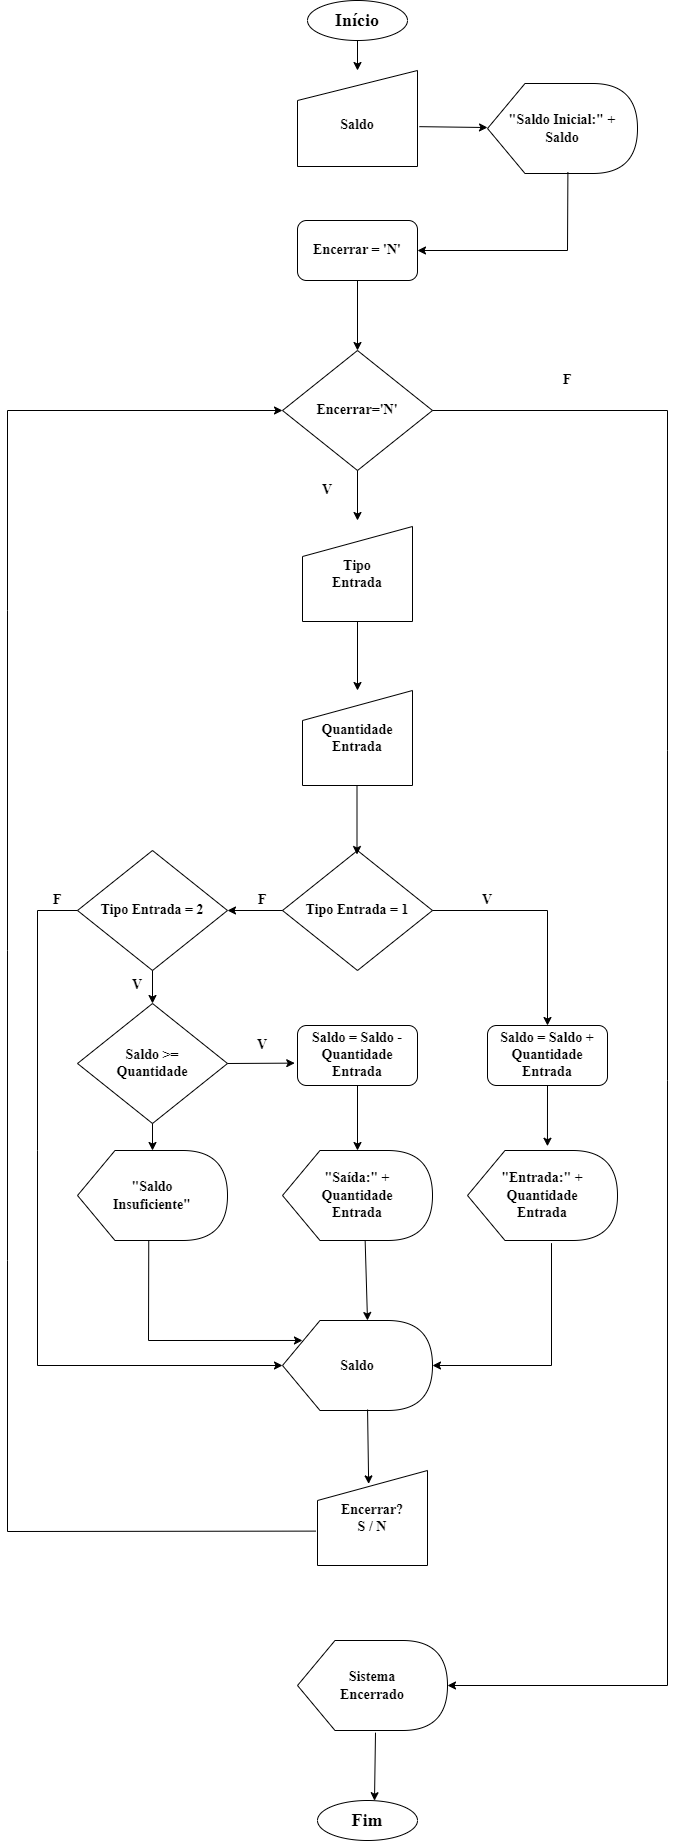 Início
Saldo
"Saldo Inicial:" +
Saldo
Encerrar = 'N'
F
Encerrar='N'
V
Tipo
Entrada
Quantidade
Entrada
F
F
V
Tipo Entrada = 2
Tipo Entrada = 1
V
V
Saldo >=
Quantidade
Saldo = Saldo -
Quantidade
Entrada
Saldo = Saldo +
Quantidade
Entrada
"Saldo
Insuficiente"
"Saída:" +
Quantidade
Entrada
"Entrada:" +
Quantidade
Entrada
Saldo
Encerrar?
S / N
Sistema
Encerrado
Fim